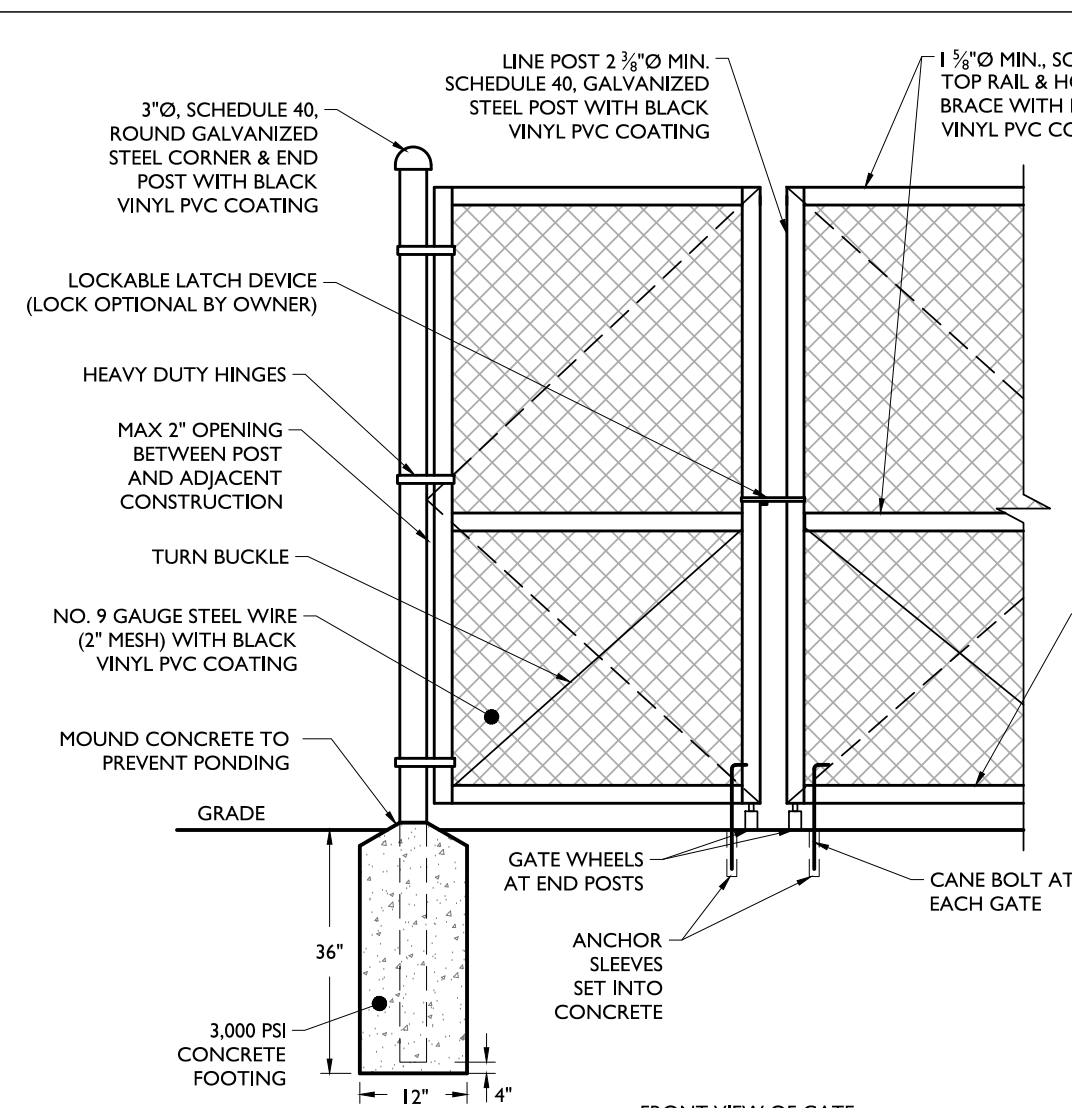 LINE POST 2 ⅜"Ø MIN.
SCHEDULE 40, GALVANIZED
STEEL POST WITH BLACK
VINYL PVC COATING
1 ⅝"Ø MIN.,
TOP RAIL &
BRACE WITH
VINYL PVC
3"Ø, SCHEDULE 40,
ROUND GALVANIZED
STEEL CORNER & END
POST WITH BLACK
VINYL PVC COATING
LOCKABLE LATCH DEVICE
(LOCK OPTIONAL BY OWNER)
HEAVY DUTY HINGES
MAX 2" OPENING
BETWEEN POST
AND ADJACENT
CONSTRUCTION
TURN BUCKLE
NO. 9 GAUGE STEEL WIRE
(2" MESH) WITH BLACK
VINYL PVC COATING
MOUND CONCRETE TO
PREVENT PONDING
GRADE
GATE WHEELS
AT END POSTS
CANE BOLT AT
EACH GATE
ANCHOR
SLEEVES
SET INTO
CONCRETE
36"
3,000 PSI
CONCRETE
FOOTING
12"
4"
FRONT VIEW OF GATE